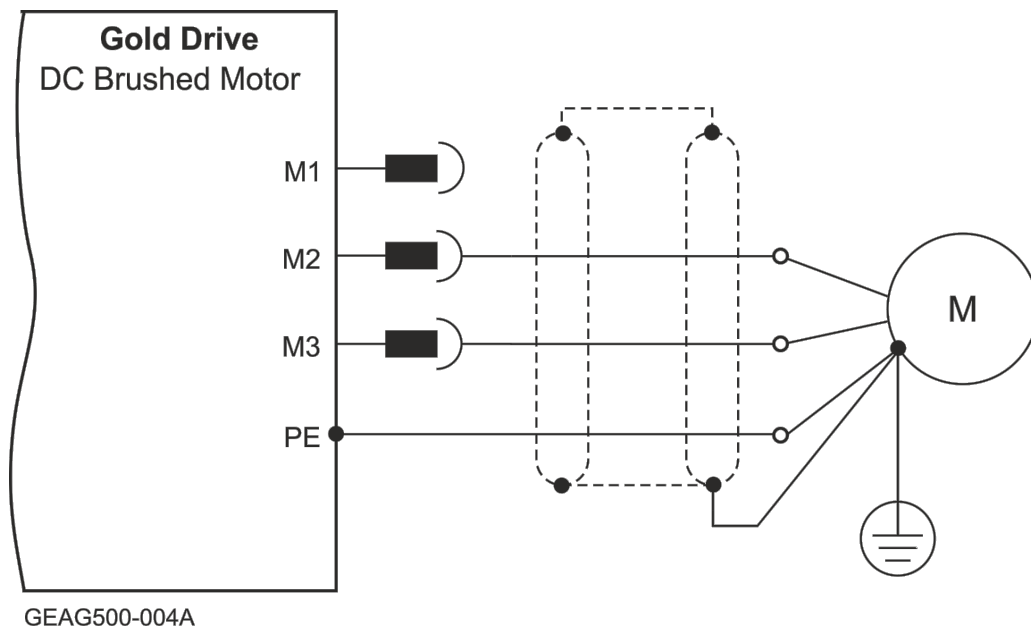 Gold Drive
DC Brushed Motor
M1
M2
M3
PE
M
GEAG500-004A